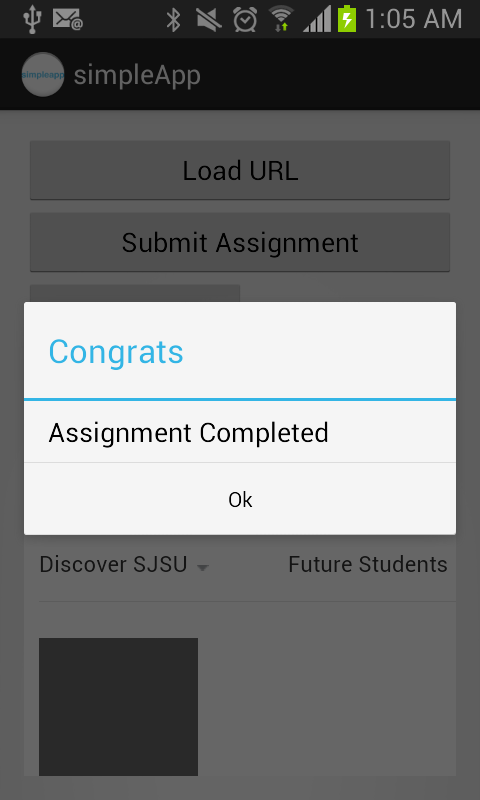 1:05 AM
simpleapp
simpleApp
Load URL
Submit Assignment
Congrats
Assignment Completed
Ok
Discover SJSU
Future Students